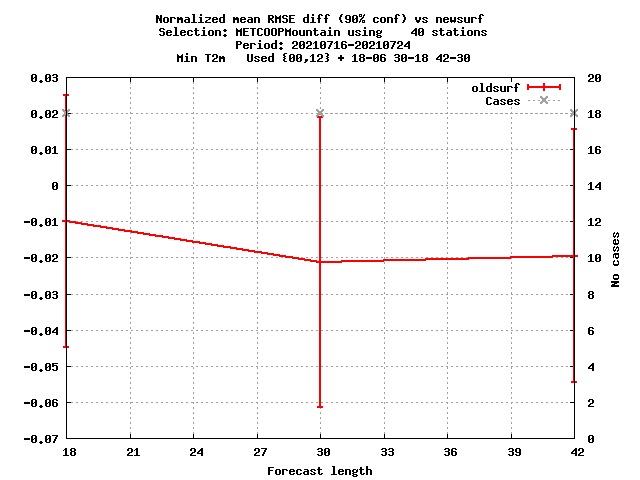 Normalized mean RMSE diff (90% conf) vs newsurf
Selection: METCOOPMountain using    40 stations
Period: 20210716-20210724
Min T2m   Used {00,12} + 18-06 30-18 42-30
0.03 20
oldsurf
Cases
0.02 18
0.01 16
0 14
-0.01 12
-0.02 10
-0.03 8
-0.04 6
-0.05 4
-0.06 2
-0.07 0
No cases
18 21 24 27 30 33 36 39 42
Forecast length